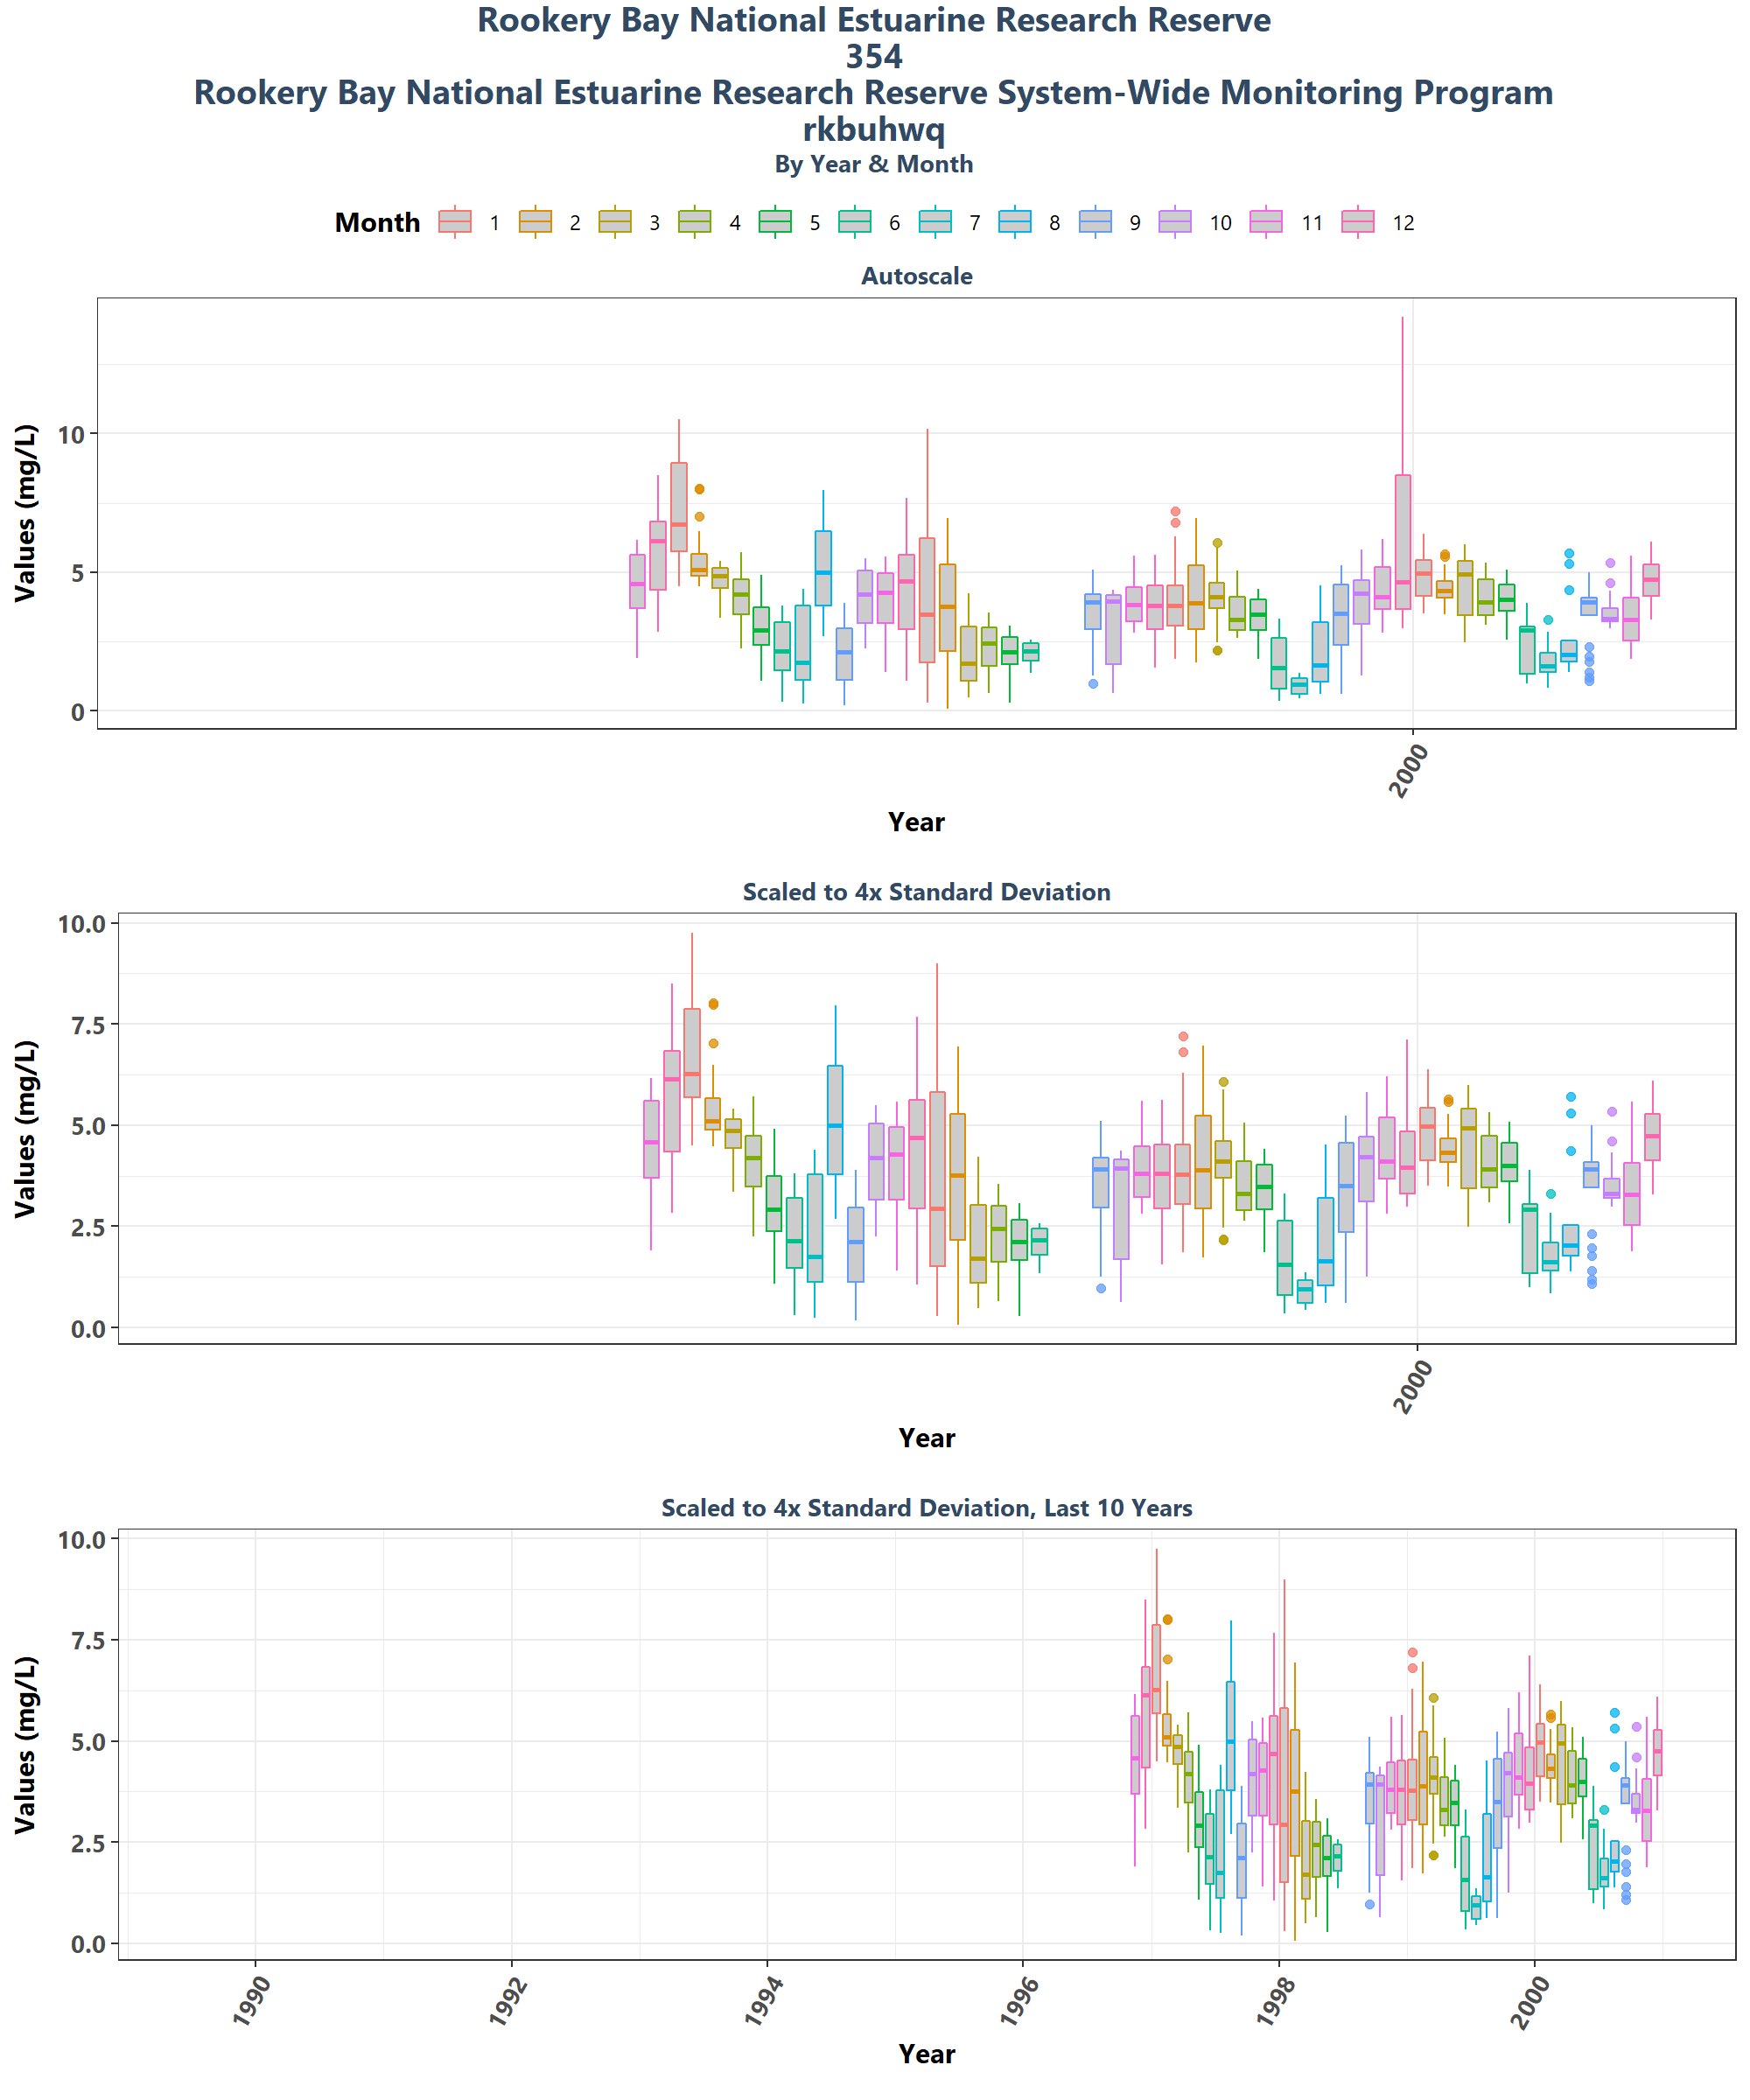 Rookery Bay National Estuarine Research Reserve
354
Rookery Bay National Estuarine Research Reserve System-Wide Monitoring Program
rkbuhwq
By Year & Month
Month 1 2 3 4 5 6 7 8 9 10 11 12
Autoscale
Values (mg/L)
10
5
0
2000
Year
Scaled to 4x Standard Deviation
Values (mg/L)
10.0
7.5
5.0
2.5
0.0
2000
Year
Scaled to 4x Standard Deviation, Last 10 Years
Values (mg/L)
10.0
7.5
5.0
2.5
0.0
1990 1992 1994 1996 1998 2000
Year